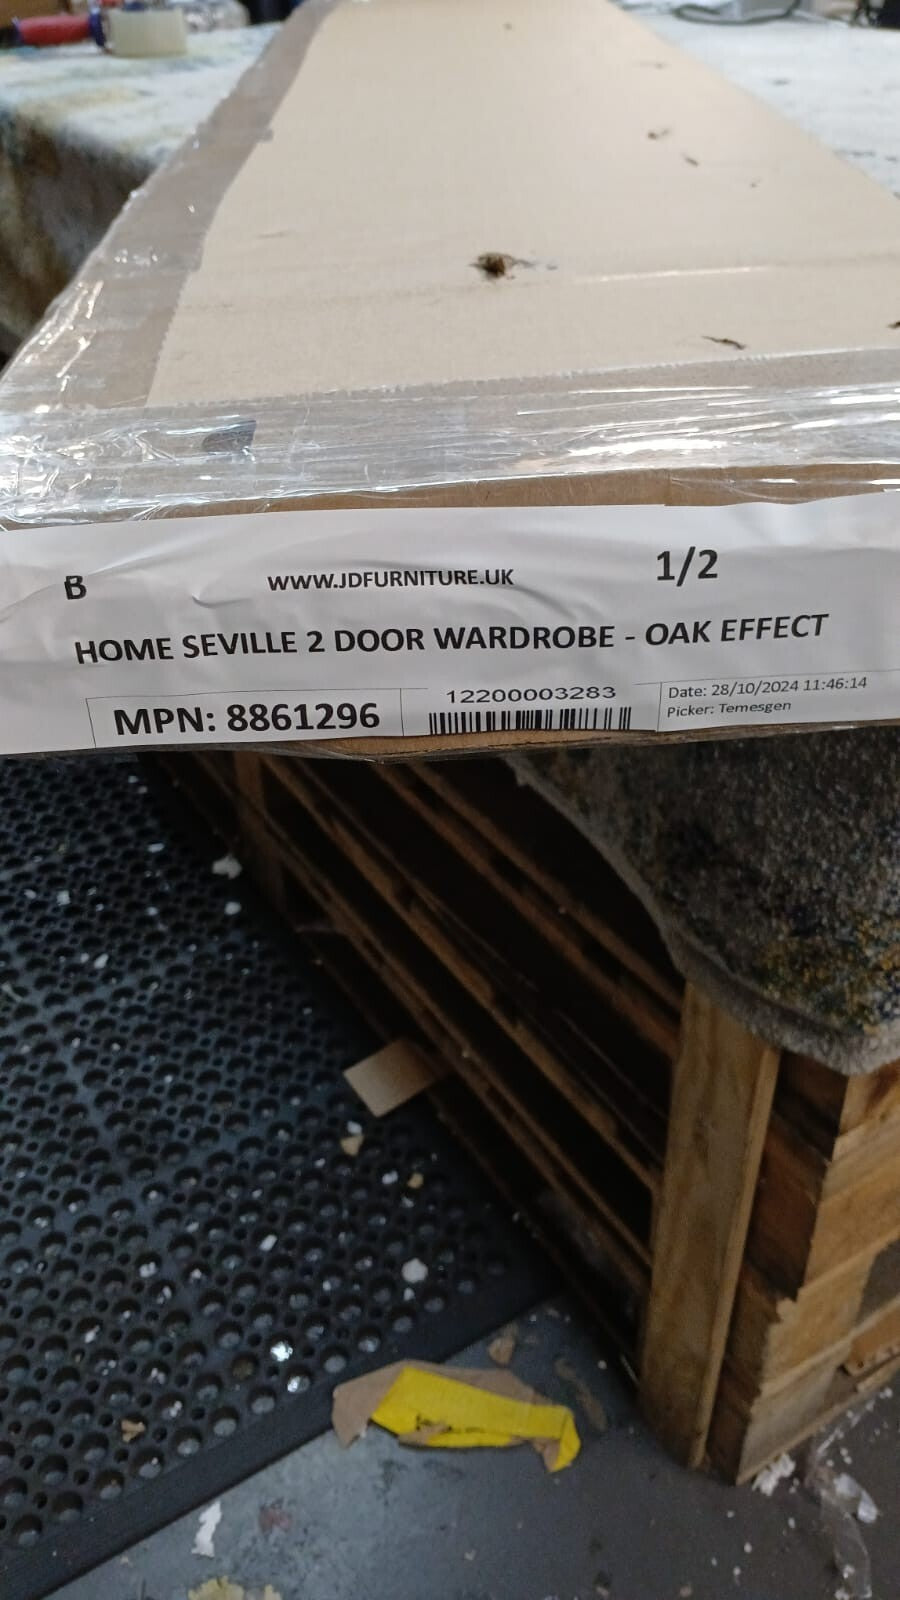 B WWW.JDFURNITURE.UK 1/2
HOME SEVILLE 2 DOOR WARDROBE - OAK EFFECT
MPN: 8861296
12200003283
Date: 28/10/2024 11:46:14
Picker: Temesgen